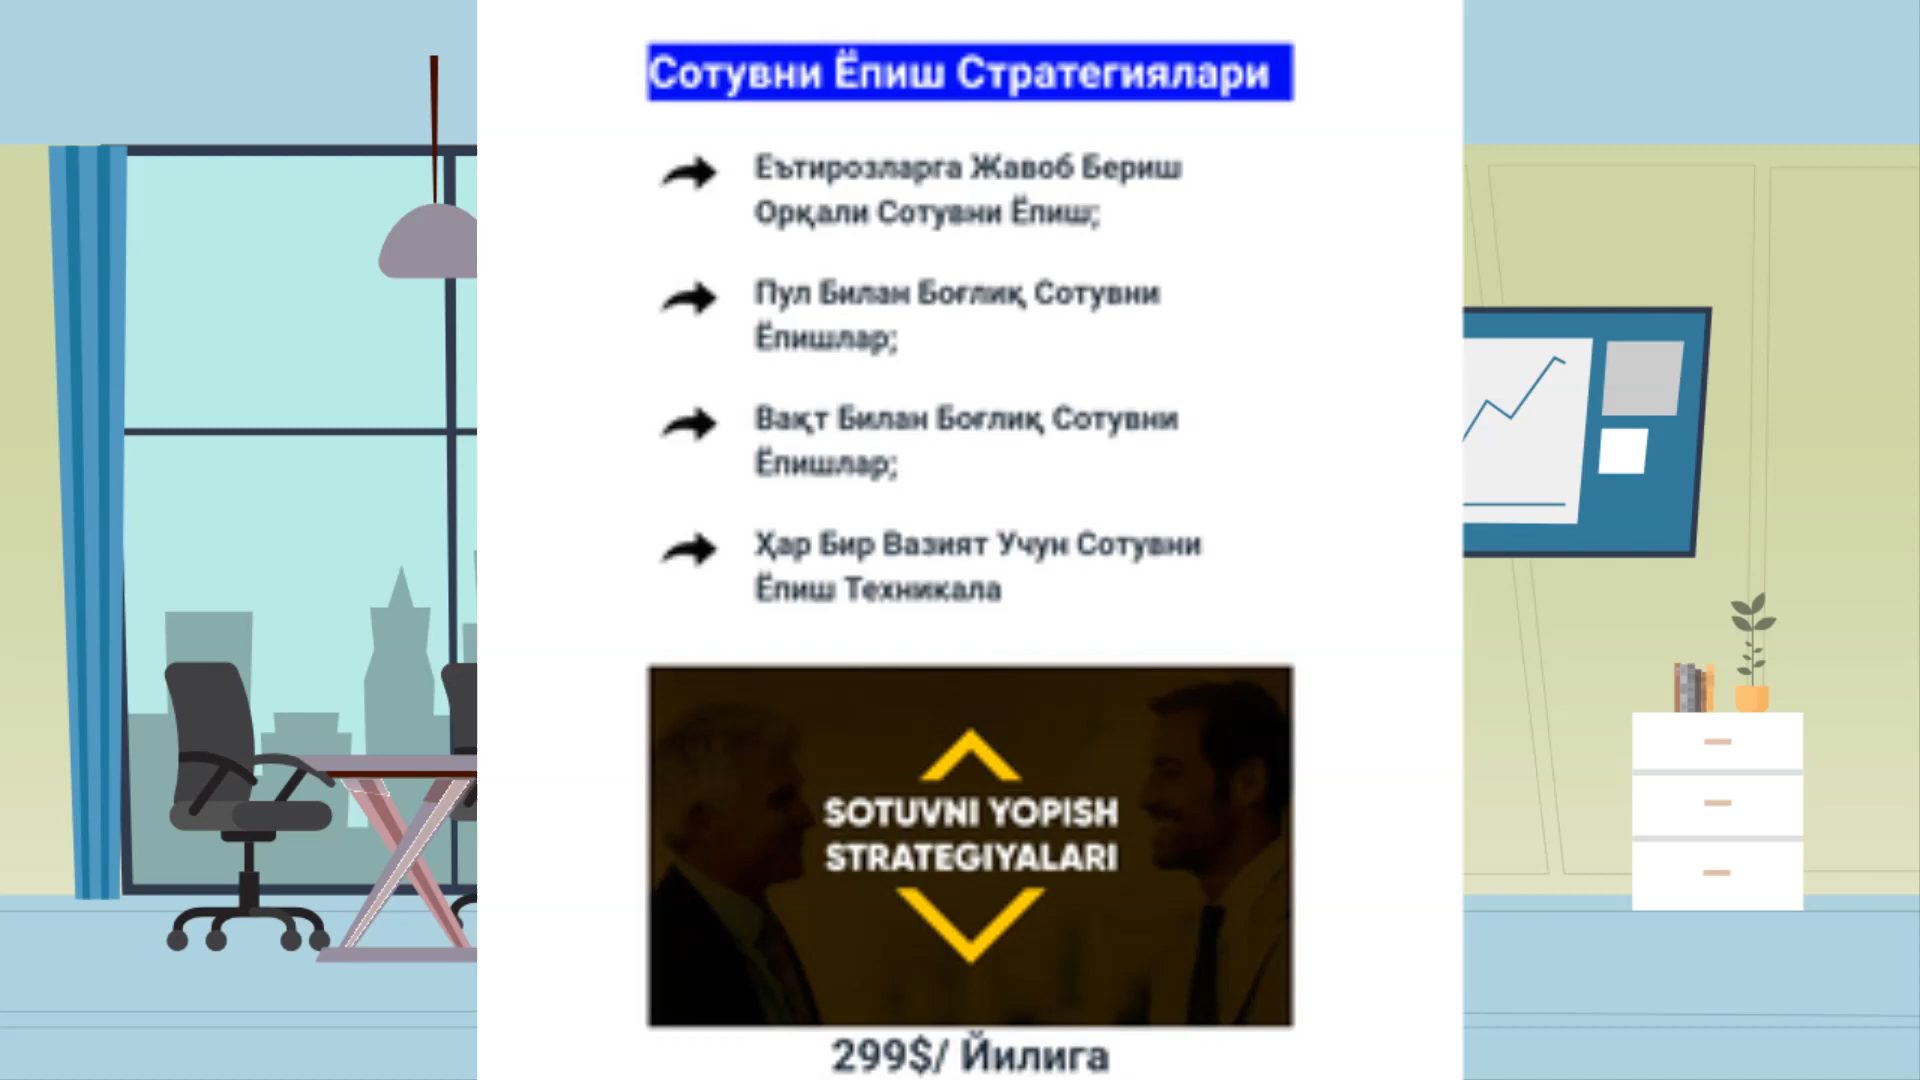 Сотувни Ёпиш Стратегиялари
Еътирозларга Жавоб Бериш
Орқали Сотувни Ёпиш;
Пул Билан Боғлиқ Сотувни
Ёпишлар;
Вақт Билан Боғлиқ Сотувни
Ёпишлар;
Ҳар Бир Вазият Учун Сотувни
Ёпиш Техникала
SOTUVNI YOPISH
STRATEGIYALARI
299$/ Йилига